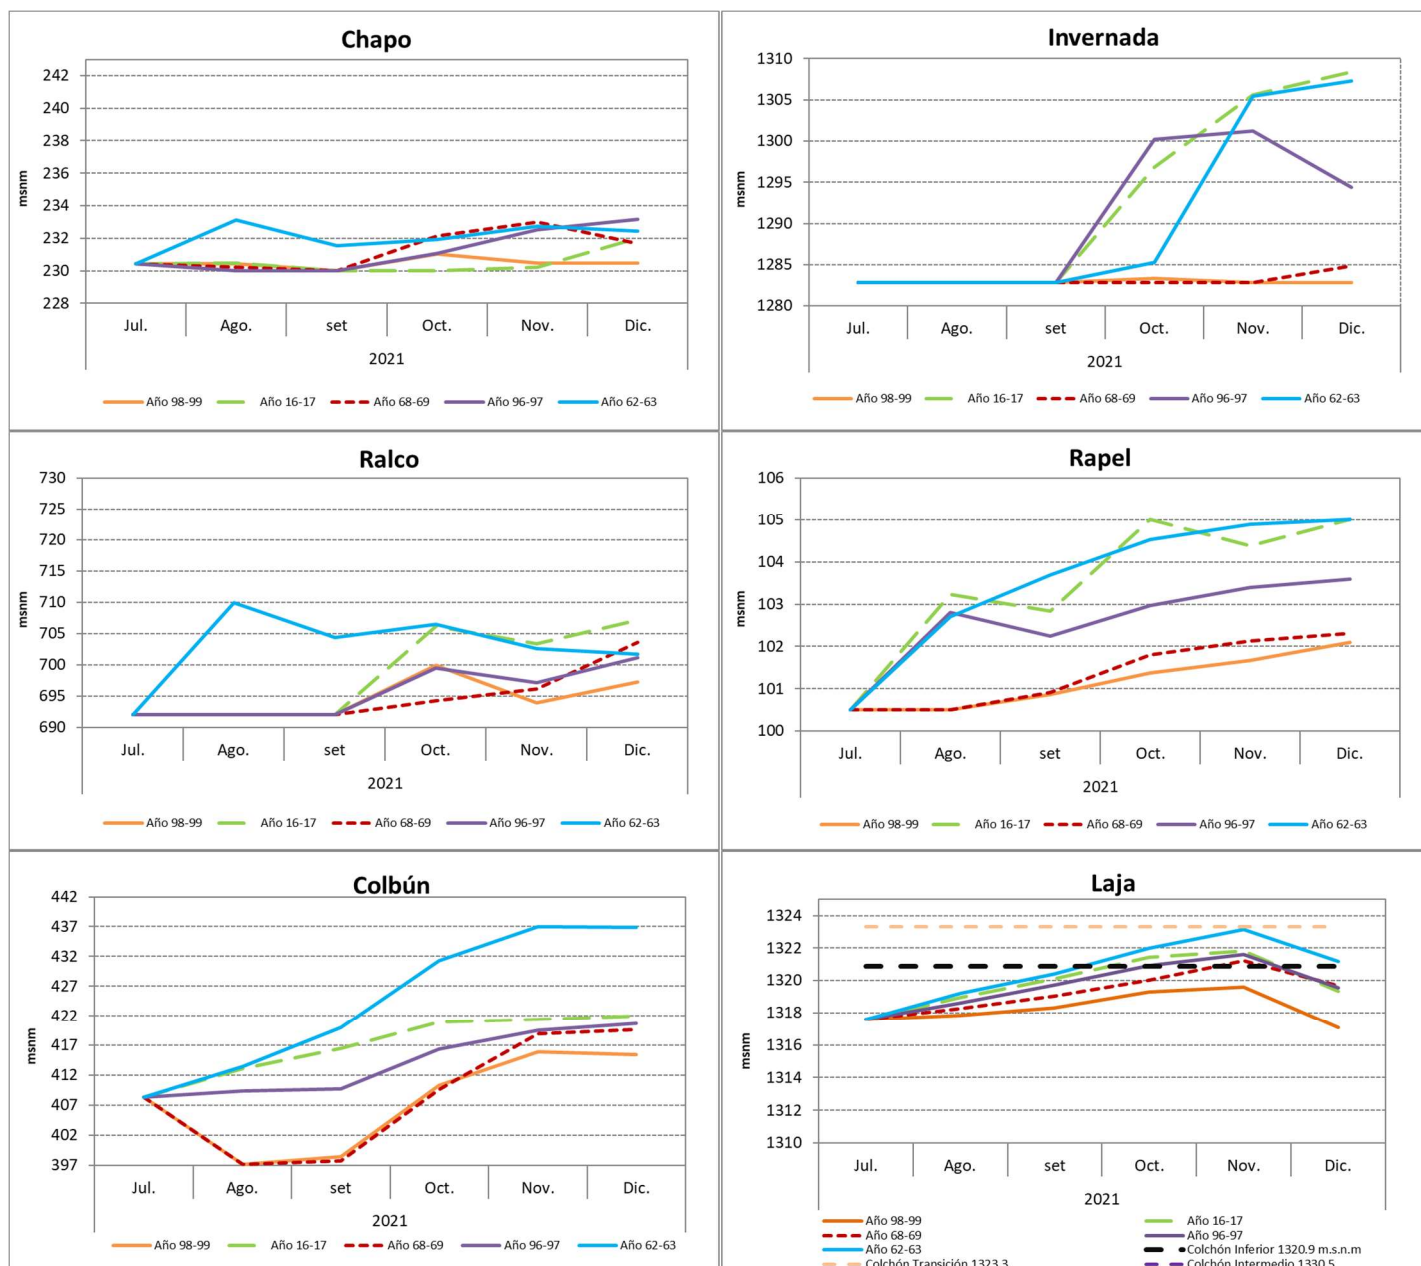 Chapo
msnm
242
240
238
236
234
232
230
228
Jul. Ago. set Oct. Nov. Dic.
2021
Año 98-99 Año 16-17 Año 68-69 Año 96-97 Año 62-63
Invernada
msnm
1310
1305
1300
1295
1290
1285
1280
Jul. Ago. set Oct. Nov. Dic.
2021
Año 98-99 Año 16-17 Año 68-69 Año 96-97 Año 62-63
Ralco
msnm
730
725
720
715
710
705
700
695
690
Jul. Ago. set Oct. Nov. Dic.
2021
Año 98-99 Año 16-17 Año 68-69 Año 96-97 Año 62-63
Rapel
msnm
106
105
104
103
102
101
100
Jul. Ago. set Oct. Nov. Dic.
2021
Año 98-99 Año 16-17 Año 68-69 Año 96-97 Año 62-63
Colbún
msnm
442
437
432
427
422
417
412
407
402
397
Jul. Ago. set Oct. Nov. Dic.
2021
Año 98-99 Año 16-17 Año 68-69 Año 96-97 Año 62-63
Laja
msnm
1324
1322
1320
1318
1316
1314
1312
1310
Jul. Ago. set Oct. Nov. Dic.
2021
Año 98-99 Año 16-17
Año 68-69 Año 96-97
Año 62-63 Colchón Inferior 1320.9 m.s.n.m
Colchón Transición 1323.3 Colchón Intermedio 1330.5